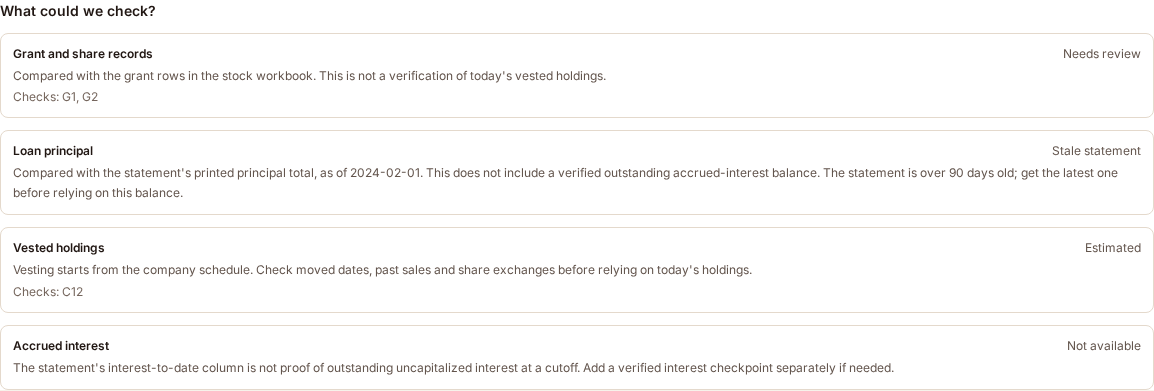 What could we check?
Grant and share records
Needs review
Compared with the grant rows in the stock workbook. This is not a verification of today's vested holdings.
Checks: G1, G2
Loan principal
Stale statement
Compared with the statement's printed principal total, as of 2024-02-01. This does not include a verified outstanding accrued-interest balance. The statement is over 90 days old; get the latest one
before relying on this balance.
Vested holdings
Estimated
Vesting starts from the company schedule. Check moved dates, past sales and share exchanges before relying on today's holdings.
Checks: C12
Accrued interest
Not available
The statement's interest-to-date column is not proof of outstanding uncapitalized interest at a cutoff. Add a verified interest checkpoint separately if needed.